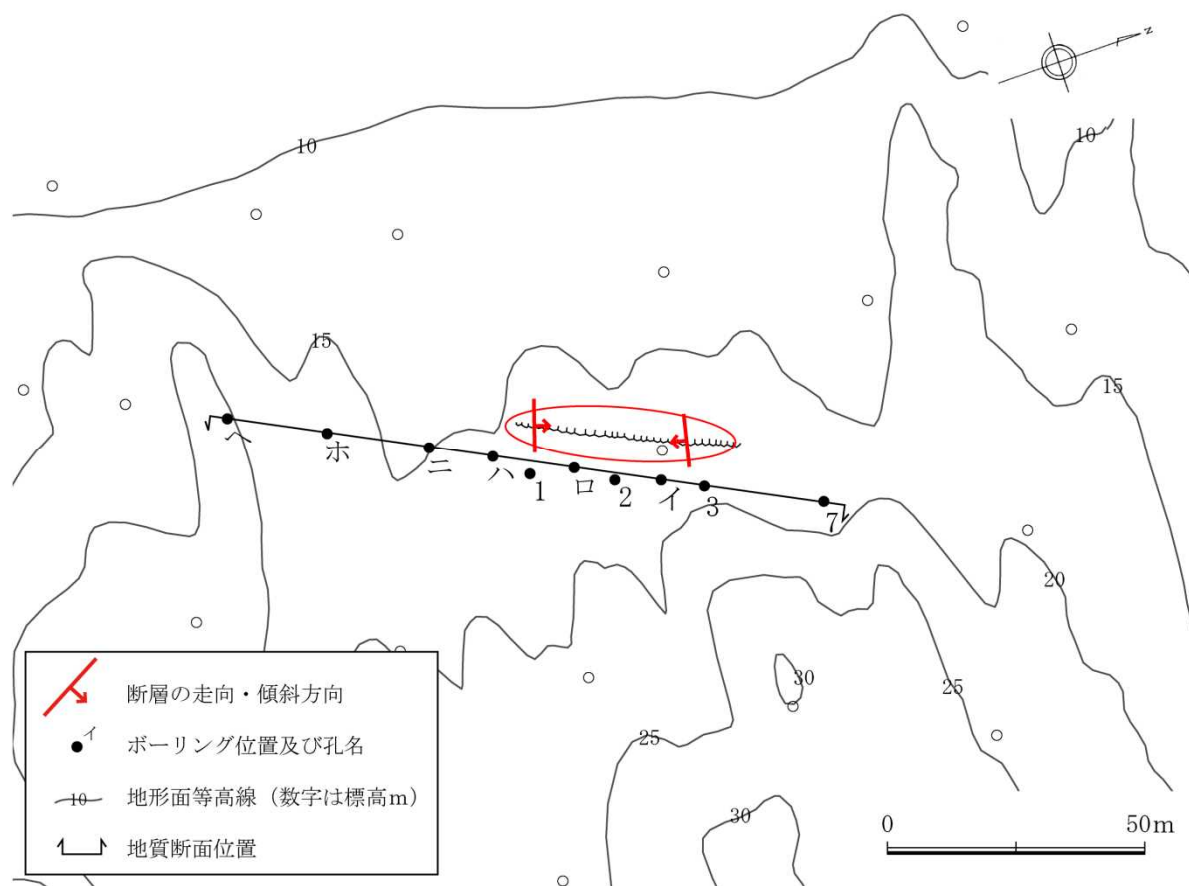 N
10
10
15
15
ヘ
ホ
ニ
ハ
1
ロ
2
イ
3
7
20
25
30
25
30
断層の走向・傾斜方向
イ
ボーリング位置及び孔名
10
地形面等高線（数字は標高m）
地質断面位置
0
50m